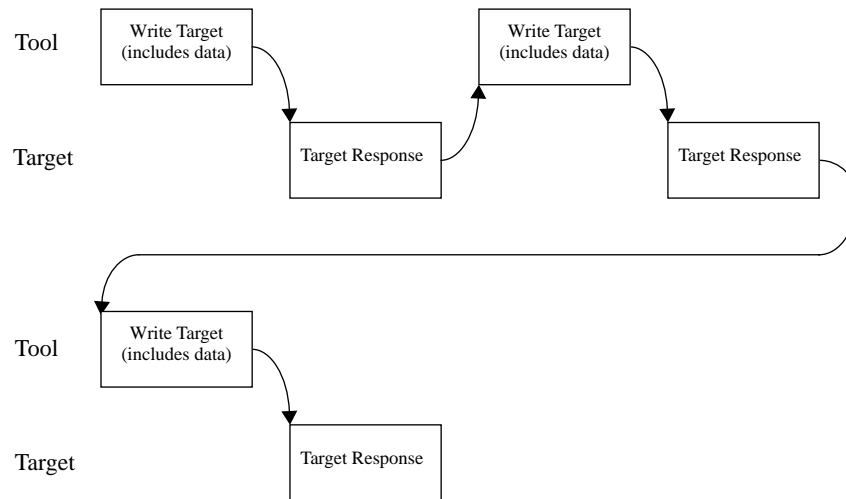 Tool
Write Target
(includes data)
Write Target
(includes data)
Target
Target Response
Target Response
Tool
Write Target
(includes data)
Target
Target Response